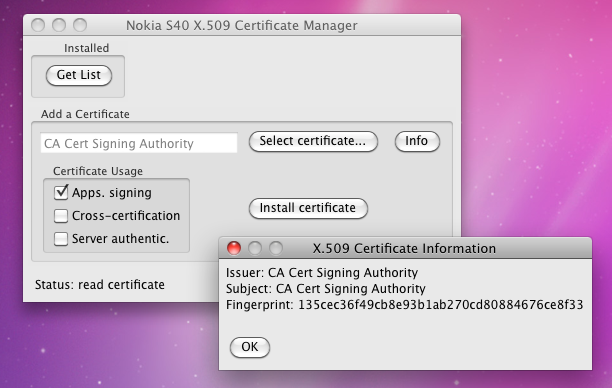 Nokia S40 X.509 Certificate Manager
Installed
Get List
Add a Certificate
CA Cert Signing Authority
Select certificate...
Info
Certificate Usage
Apps. signing
Cross-certification
Server authentic.
Install certificate
Status: read certificate
X.509 Certificate Information
Issuer: CA Cert Signing Authority
Subject: CA Cert Signing Authority
Fingerprint: 135cec36f49cb8e93b1ab270cd80884676ce8f33
OK